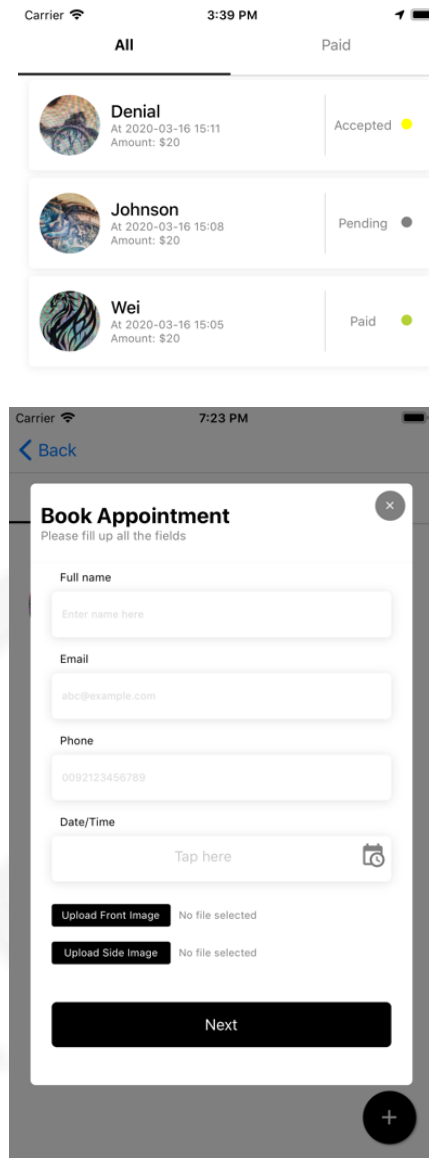 Carrier 3:39 PM
All Paid
Denial
At 2020-03-16 15:11
Amount: $20
Accepted
Johnson
At 2020-03-16 15:08
Amount: $20
Pending
Wei
At 2020-03-16 15:05
Amount: $20
Paid
Carrier 7:23 PM
Back
Book Appointment
Please fill up all the fields
Full name
Enter name here
Email
abc@example.com
Phone
0092123456789
Date/Time
Tap here
Upload Front Image No file selected
Upload Side Image No file selected
Next